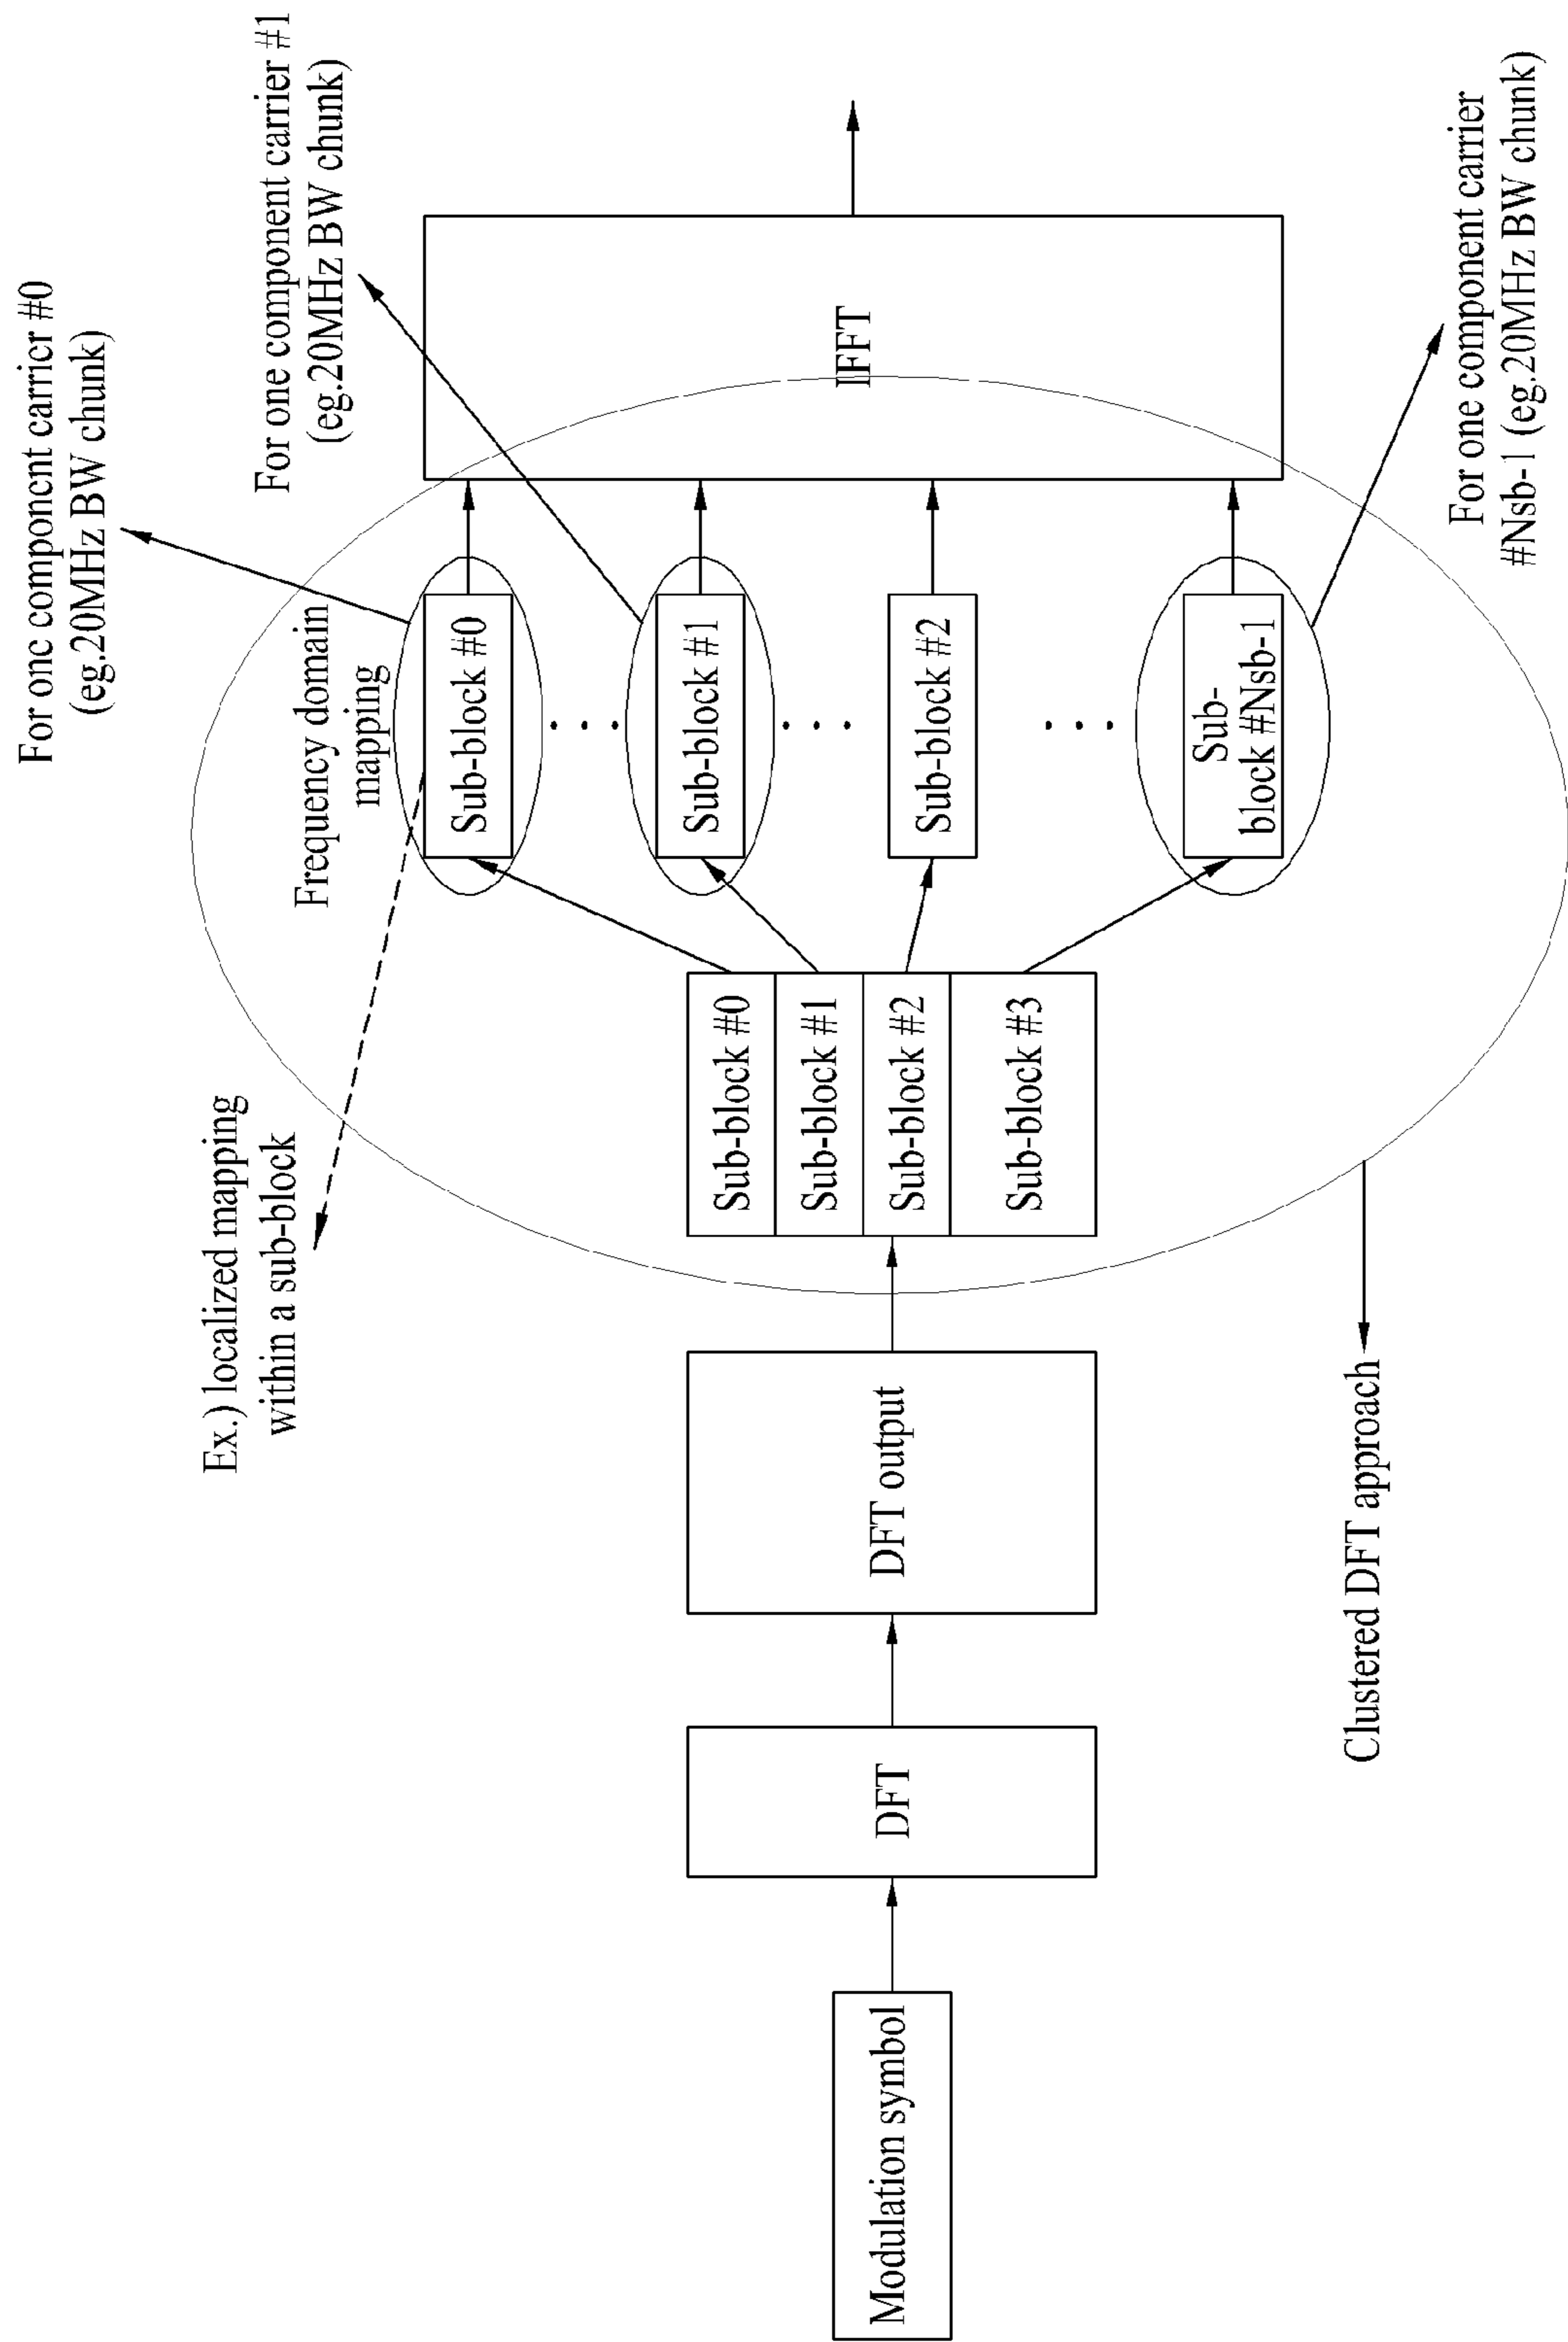 For one component carrier #0
(eg.20MHz BW chunk)
For one component carrier #1
(eg.20MHz BW chunk)
Ex.) localized mapping
within a sub-block
Frequency domain
mapping
Modulation symbol
DFT
DFT output
Sub-block #0
Sub-block #1
Sub-block #2
Sub-block #3
Sub-block #0
Sub-block #1
Sub-block #2
Sub-
block #Nsb-1
IFFT
Clustered DFT approach
For one component carrier
#Nsb-1 (eg.20MHz BW chunk)